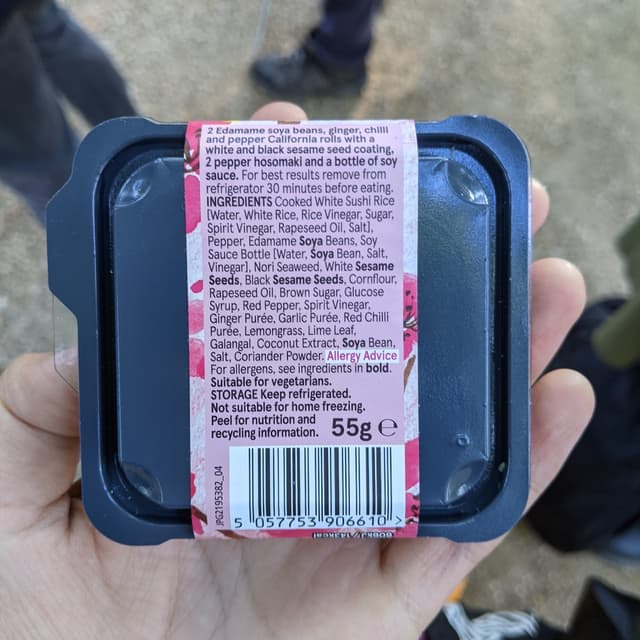 2 Edamame soya beans, ginger, chilli
and pepper California rolls with a
white and black sesame seed coating,
2 pepper hosomaki and a bottle of soy
sauce. For best results remove from
refrigerator 30 minutes before eating.
INGREDIENTS Cooked White Sushi Rice
[Water, White Rice, Rice Vinegar, Sugar,
Spirit Vinegar, Rapeseed Oil, Salt],
Pepper, Edamame Soya Beans, Soy
Sauce Bottle [Water, Soya Bean, Salt,
Vinegar], Nori Seaweed, White Sesame
Seeds, Black Sesame Seeds, Cornflour,
Rapeseed Oil, Brown Sugar, Glucose
Syrup, Red Pepper, Spirit Vinegar,
Ginger Purée, Garlic Purée, Red Chilli
Purée, Lemongrass, Lime Leaf,
Galangal, Coconut Extract, Soya Bean,
Salt, Coriander Powder. Allergy Advice
For allergens, see ingredients in bold.
Suitable for vegetarians.
STORAGE Keep refrigerated.
Not suitable for home freezing.
Peel for nutrition and
recycling information. 55g ℮
JPG2195382_04
5 057753 906610 >